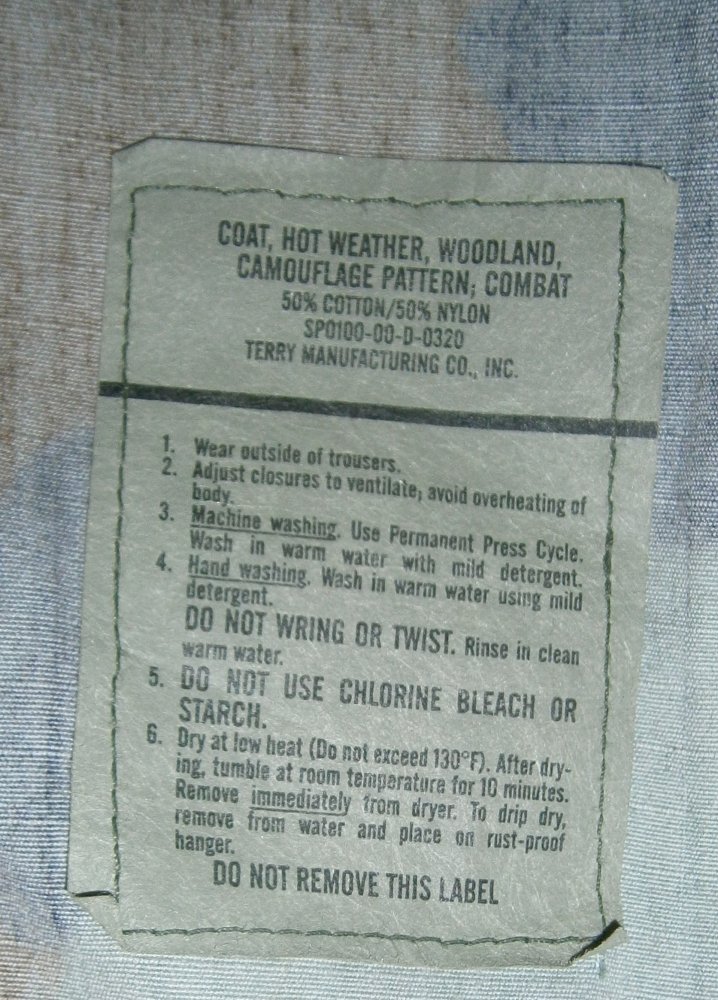 COAT, HOT WEATHER, WOODLAND,
CAMOUFLAGE PATTERN; COMBAT
50% COTTON/50% NYLON
SPO100-00-D-0320
TERRY MANUFACTURING CO., INC.
1. Wear outside of trousers.
2. Adjust closures to ventilate; avoid overheating of
body.
3. Machine washing. Use Permanent Press Cycle.
Wash in warm water with mild detergent.
4. Hand washing. Wash in warm water using mild
detergent.
DO NOT WRING OR TWIST. Rinse in clean
warm water.
5. DO NOT USE CHLORINE BLEACH OR
STARCH.
6. Dry at low heat (Do not exceed 130°F). After dry-
ing, tumble at room temperature for 10 minutes.
Remove immediately from dryer. To drip dry,
remove from water and place on rust-proof
hanger.
DO NOT REMOVE THIS LABEL